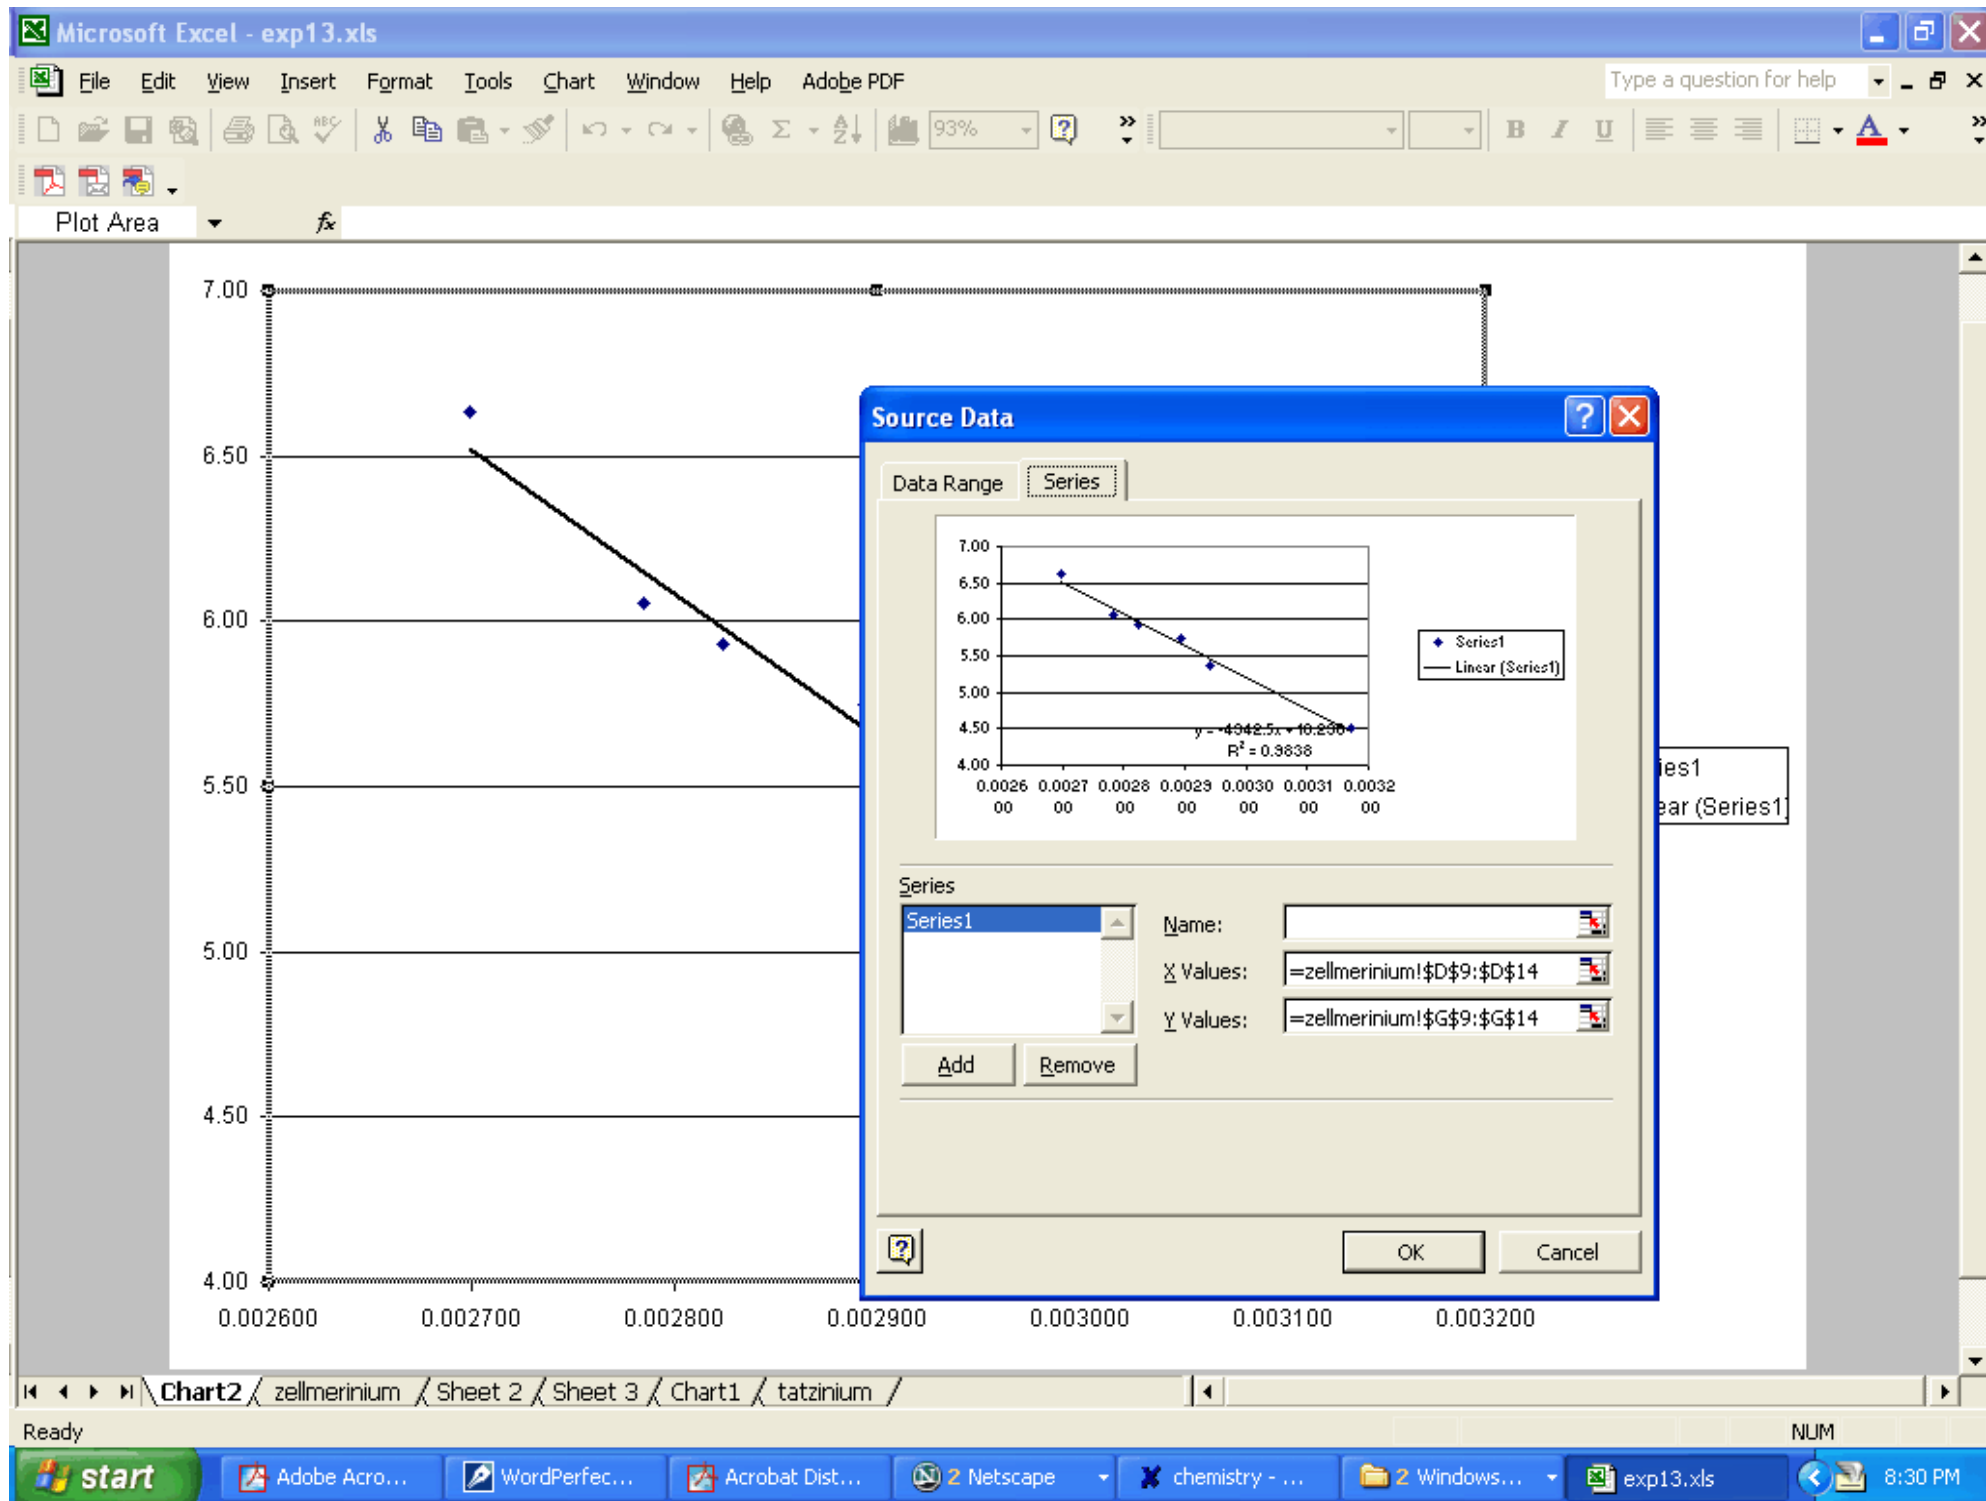 Microsoft Excel - exp13.xls
File Edit View Insert Format Tools Chart Window Help Adobe PDF Type a question for help
93% B I U A
Plot Area fx
7.00
6.50
6.00
5.50
5.00
4.50
4.00
0.002600 0.002700 0.002800 0.002900 0.003000 0.003100 0.003200
ies1
ear (Series1)
Source Data
Data Range Series
7.00
6.50
6.00
5.50
5.00
4.50
4.00
0.0026 0.0027 0.0028 0.0029 0.0030 0.0031 0.0032
00 00 00 00 00 00 00
Series1
Linear (Series1)
R² = 0.9838
Series
Series1
Name:
X Values: =zellmerinium!$D$9:$D$14
Y Values: =zellmerinium!$G$9:$G$14
Add Remove
OK Cancel
Chart2 zellmerinium Sheet 2 Sheet 3 Chart1 tatzinium
Ready NUM
start Adobe Acro... WordPerfec... Acrobat Dist... 2 Netscape chemistry - ... 2 Windows... exp13.xls 8:30 PM